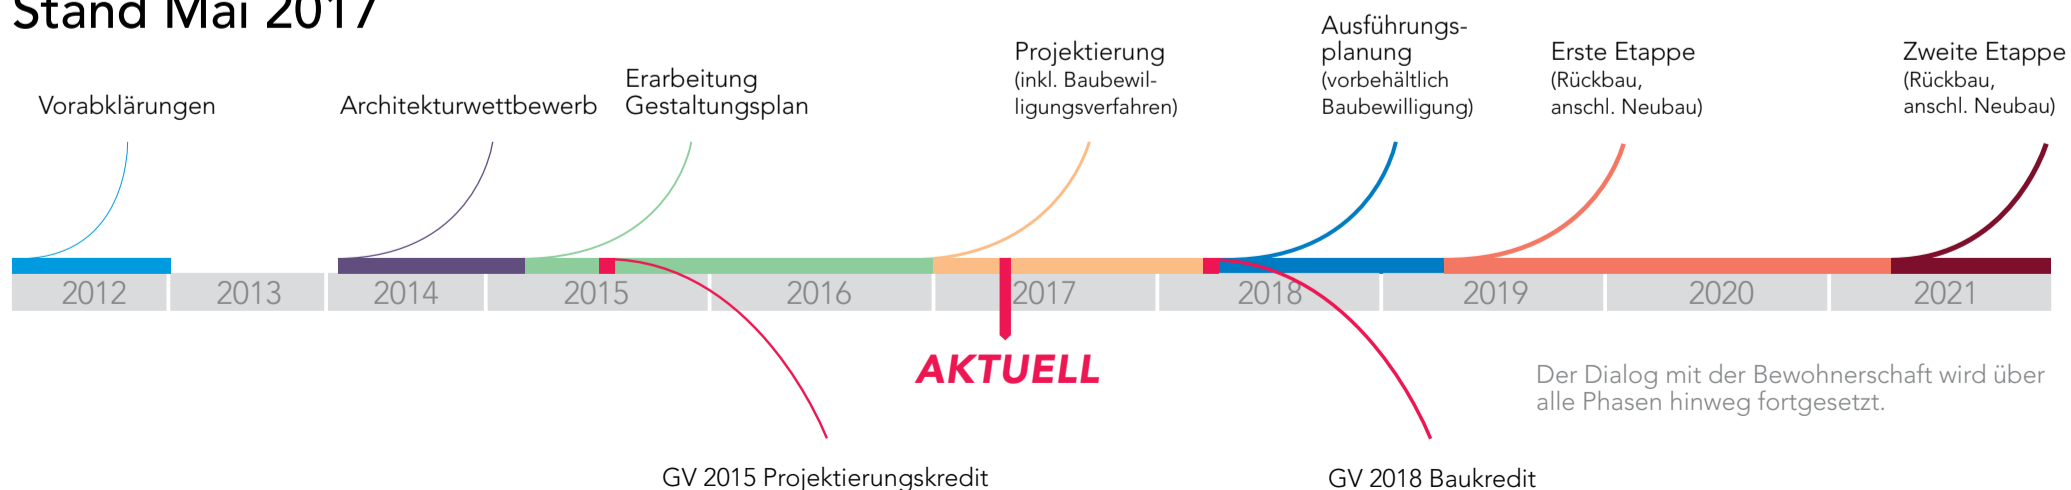 Stand Mai 2017
Vorabklärungen
Architekturwettbewerb
Erarbeitung
Gestaltungsplan
Projektierung
(inkl. Baubewil-
ligungsverfahren)
Ausführungs-
planung
(vorbehältlich
Baubewilligung)
Erste Etappe
(Rückbau,
anschl. Neubau)
Zweite Etappe
(Rückbau,
anschl. Neubau)
2012 2013 2014 2015 2016 2017 2018 2019 2020 2021
AKTUELL
Der Dialog mit der Bewohnerschaft wird über
alle Phasen hinweg fortgesetzt.
GV 2015 Projektierungskredit
GV 2018 Baukredit